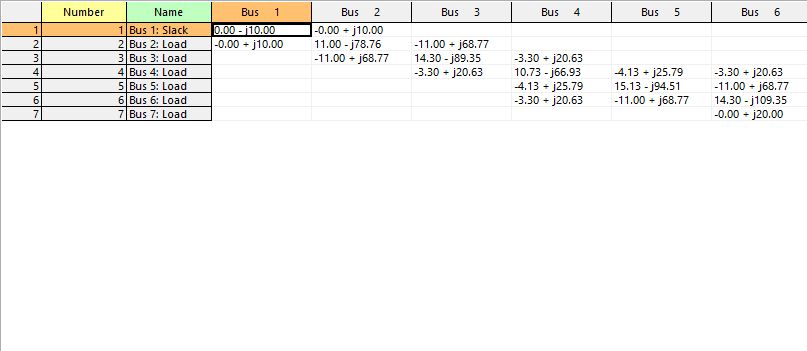 Number Name Bus 1 Bus 2 Bus 3 Bus 4 Bus 5 Bus 6
1 1 Bus 1: Slack 0.00 - j10.00 -0.00 + j10.00
2 2 Bus 2: Load -0.00 + j10.00 11.00 - j78.76 -11.00 + j68.77
3 3 Bus 3: Load -11.00 + j68.77 14.30 - j89.35 -3.30 + j20.63
4 4 Bus 4: Load -3.30 + j20.63 10.73 - j66.93 -4.13 + j25.79 -3.30 + j20.63
5 5 Bus 5: Load -4.13 + j25.79 15.13 - j94.51 -11.00 + j68.77
6 6 Bus 6: Load -3.30 + j20.63 -11.00 + j68.77 14.30 - j109.35
7 7 Bus 7: Load -0.00 + j20.00